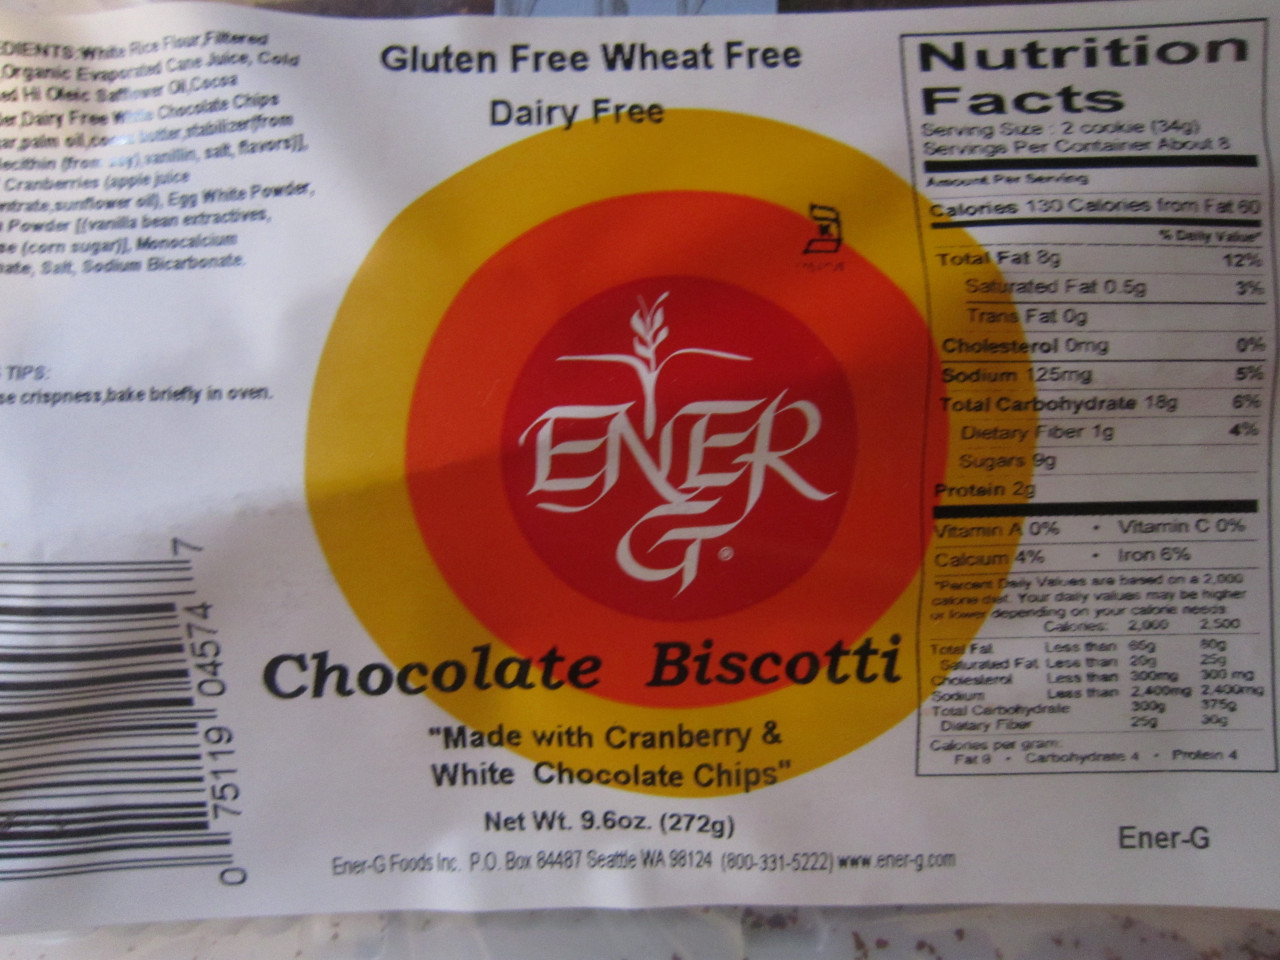 EDIENTS:White Rice Flour,Filtered
,Organic Evaporated Cane Juice, Cold
ed Hi Oleic Safflower Oil,Cocoa
er,Dairy Free White Chocolate Chips
ar,palm oil,cocoa butter,stabilizer(from
lecithin (from soy),vanillin, salt, flavors)],
Cranberries (apple juice
ntrate,sunflower oil), Egg White Powder,
Powder [(vanilla bean extractives,
se (corn sugar)], Monocalcium
ate, Salt, Sodium Bicarbonate.
TIPS:
se crispness,bake briefly in oven.
0 75119 04574 7
Gluten Free Wheat Free
Dairy Free
ENER
G®
Chocolate Biscotti
"Made with Cranberry &
White Chocolate Chips"
Net Wt. 9.6oz. (272g)
Ener-G Foods Inc. P.O. Box 84487 Seattle WA 98124 (800-331-5222) www.ener-g.com
Nutrition
Facts
Serving Size : 2 cookie (34g)
Servings Per Container About 8
Amount Per Serving
Calories 130 Calories from Fat 60
% Daily Value*
Total Fat 8g 12%
Saturated Fat 0.5g 3%
Trans Fat 0g
Cholesterol 0mg 0%
Sodium 125mg 5%
Total Carbohydrate 18g 6%
Dietary Fiber 1g 4%
Sugars 9g
Protein 2g
Vitamin A 0% • Vitamin C 0%
Calcium 4% • Iron 6%
*Percent Daily Values are based on a 2,000
calorie diet. Your daily values may be higher
or lower depending on your calorie needs
Calories: 2,000 2,500
Total Fat Less than 65g 80g
Saturated Fat Less than 20g 25g
Cholesterol Less than 300mg 300 mg
Sodium Less than 2,400mg 2,400mg
Total Carbohydrate 300g 375g
Dietary Fiber 25g 30g
Calories per gram:
Fat 9 • Carbohydrate 4 • Protein 4
Ener-G